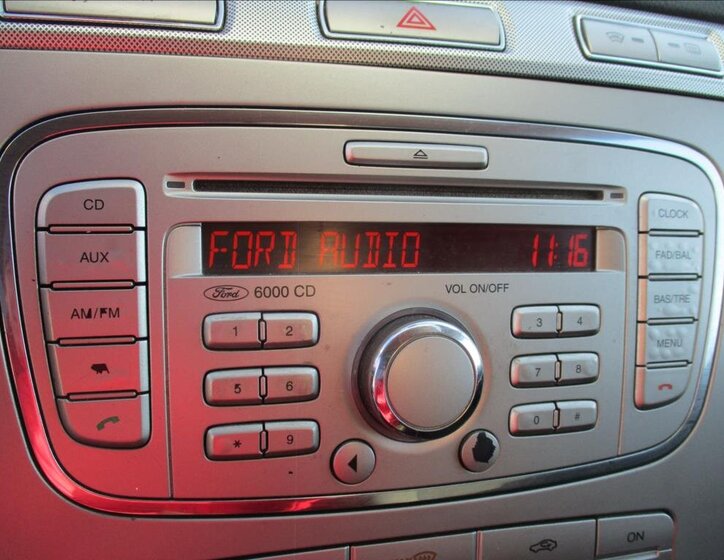 CD
AUX
AM/FM
FORD AUDIO 11:16
Ford 6000 CD
VOL ON/OFF
1 2
5 6
* 9
3 4
7 8
0 #
CLOCK
FAD/BAL
BAS/TRE
MENU
ON